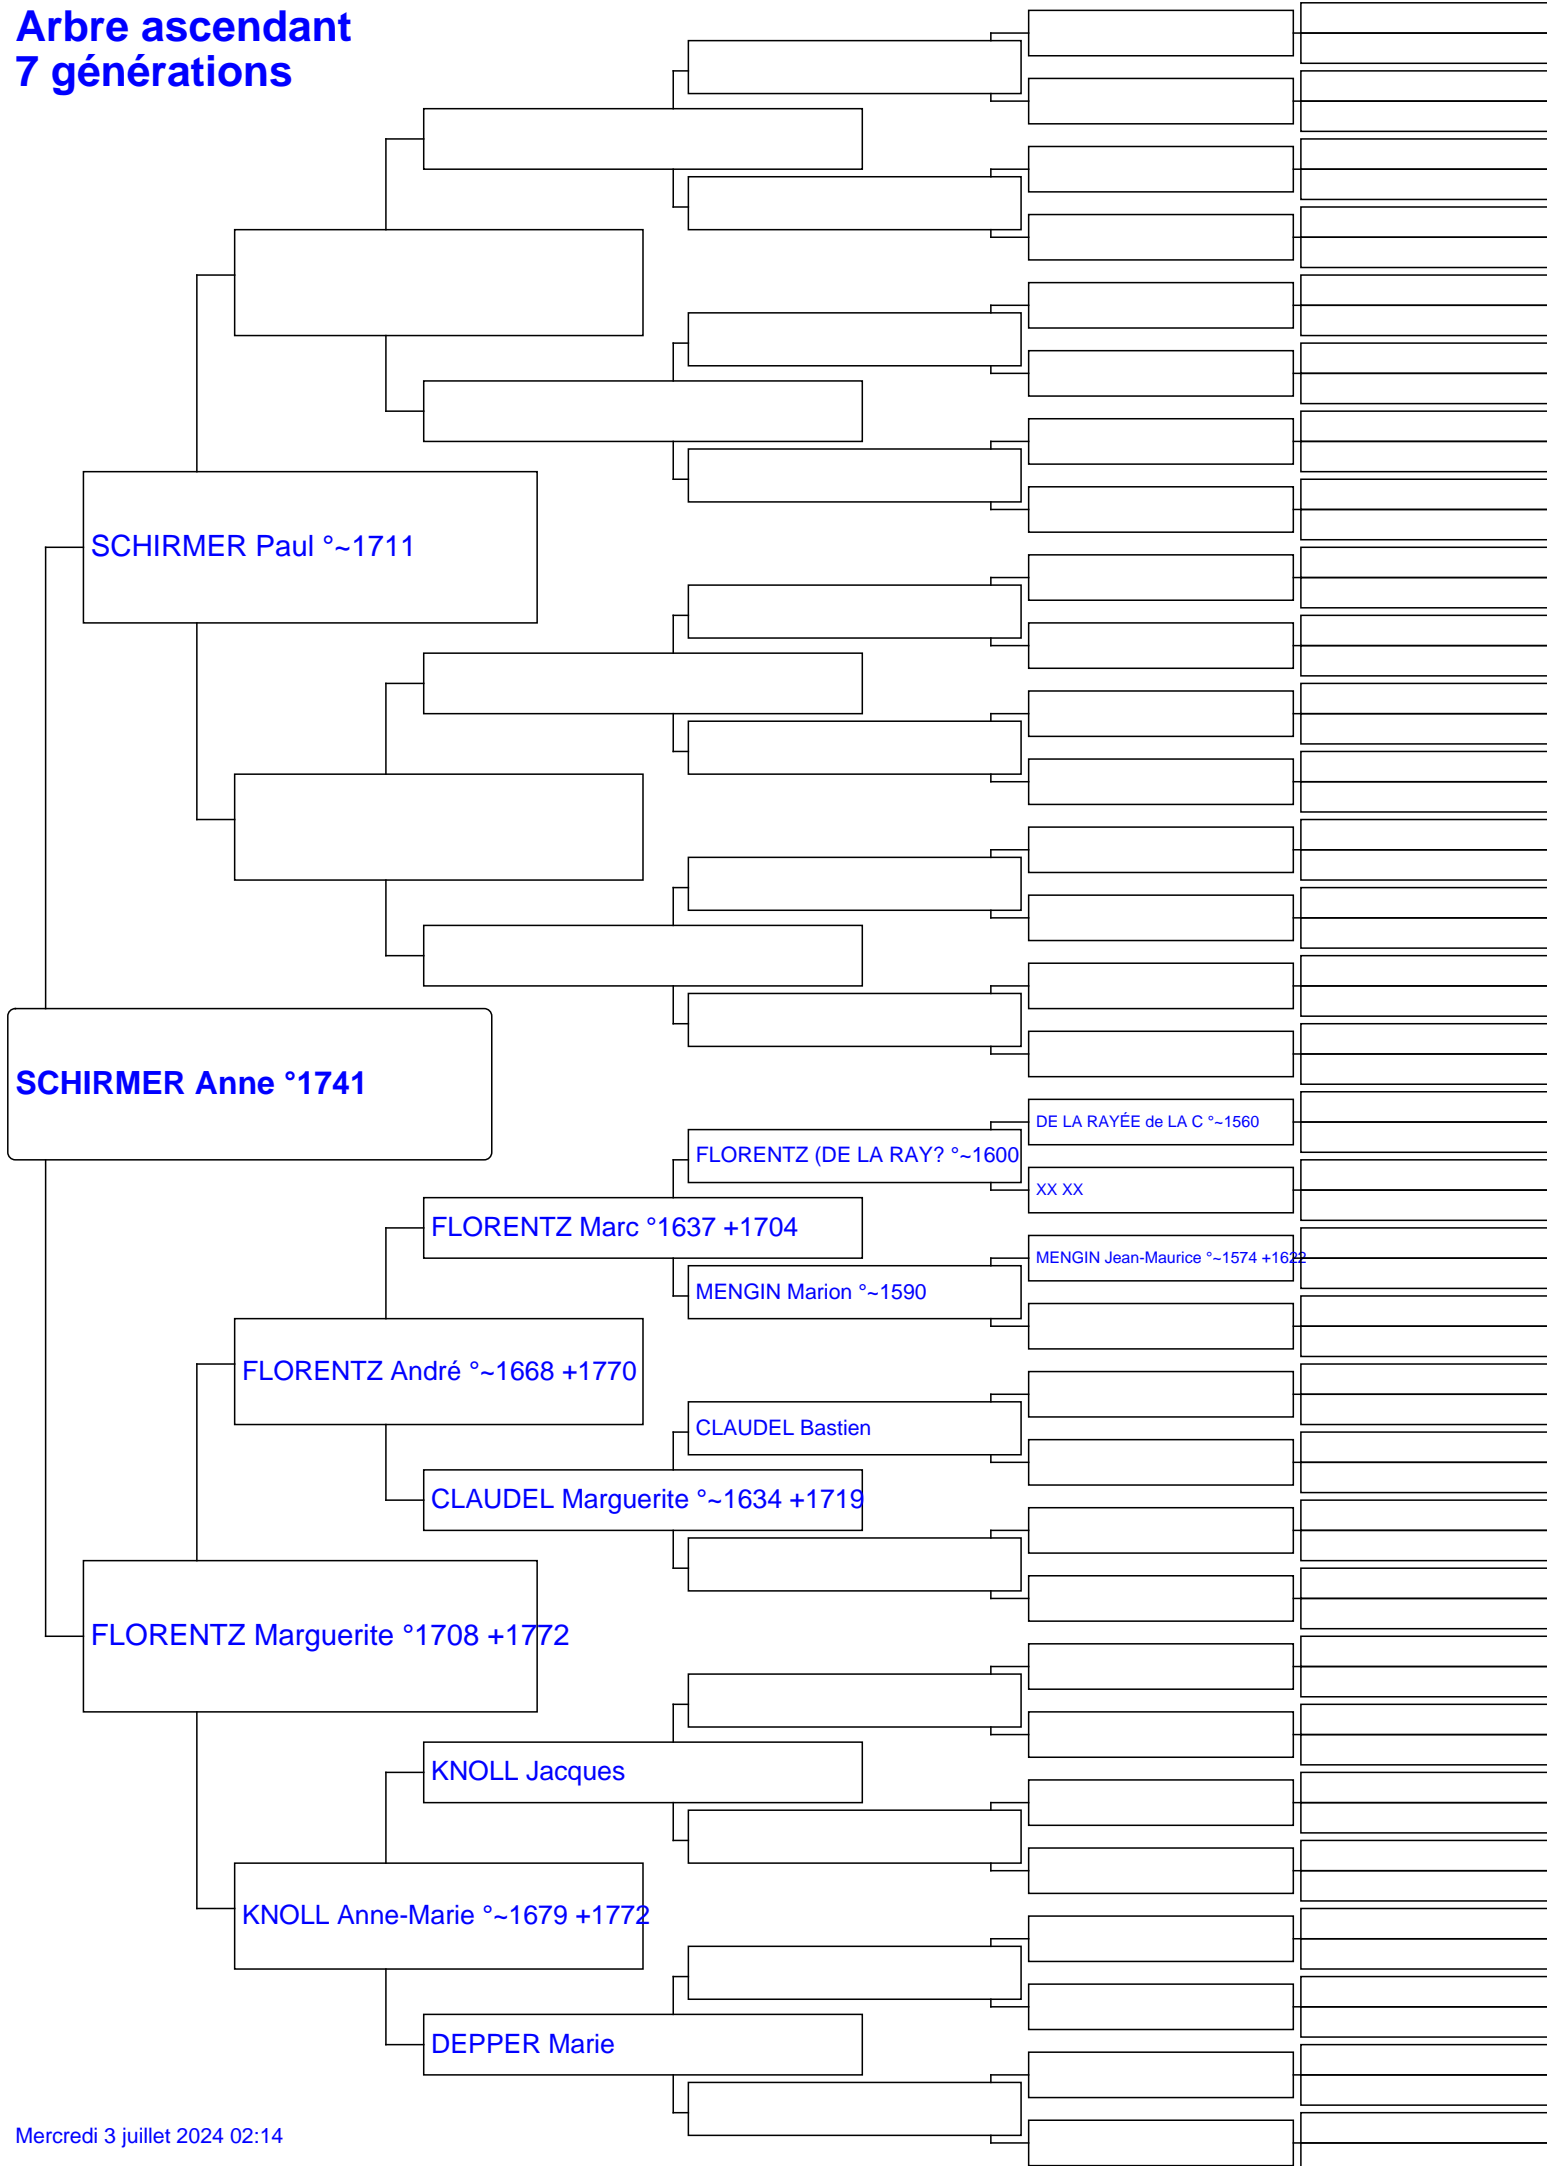 Arbre ascendant
7 générations
SCHIRMER Paul °~1711
SCHIRMER Anne °1741
DE LA RAYÉE de LA C °~1560
FLORENTZ (DE LA RAY? °~1600
XX XX
FLORENTZ Marc °1637 +1704
MENGIN Jean-Maurice °~1574 +1622
MENGIN Marion °~1590
FLORENTZ André °~1668 +1770
CLAUDEL Bastien
CLAUDEL Marguerite °~1634 +1719
FLORENTZ Marguerite °1708 +1772
KNOLL Jacques
KNOLL Anne-Marie °~1679 +1772
DEPPER Marie
Mercredi 3 juillet 2024 02:14